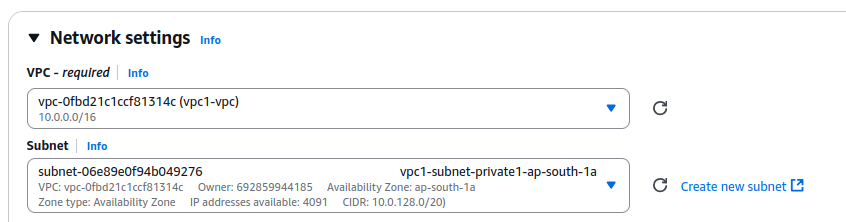 Network settings Info
VPC - required Info
vpc-0fbd21c1ccf81314c (vpc1-vpc)
10.0.0.0/16
Subnet Info
subnet-06e89e0f94b049276 vpc1-subnet-private1-ap-south-1a
VPC: vpc-0fbd21c1ccf81314c Owner: 692859944185 Availability Zone: ap-south-1a
Zone type: Availability Zone IP addresses available: 4091 CIDR: 10.0.128.0/20)
Create new subnet